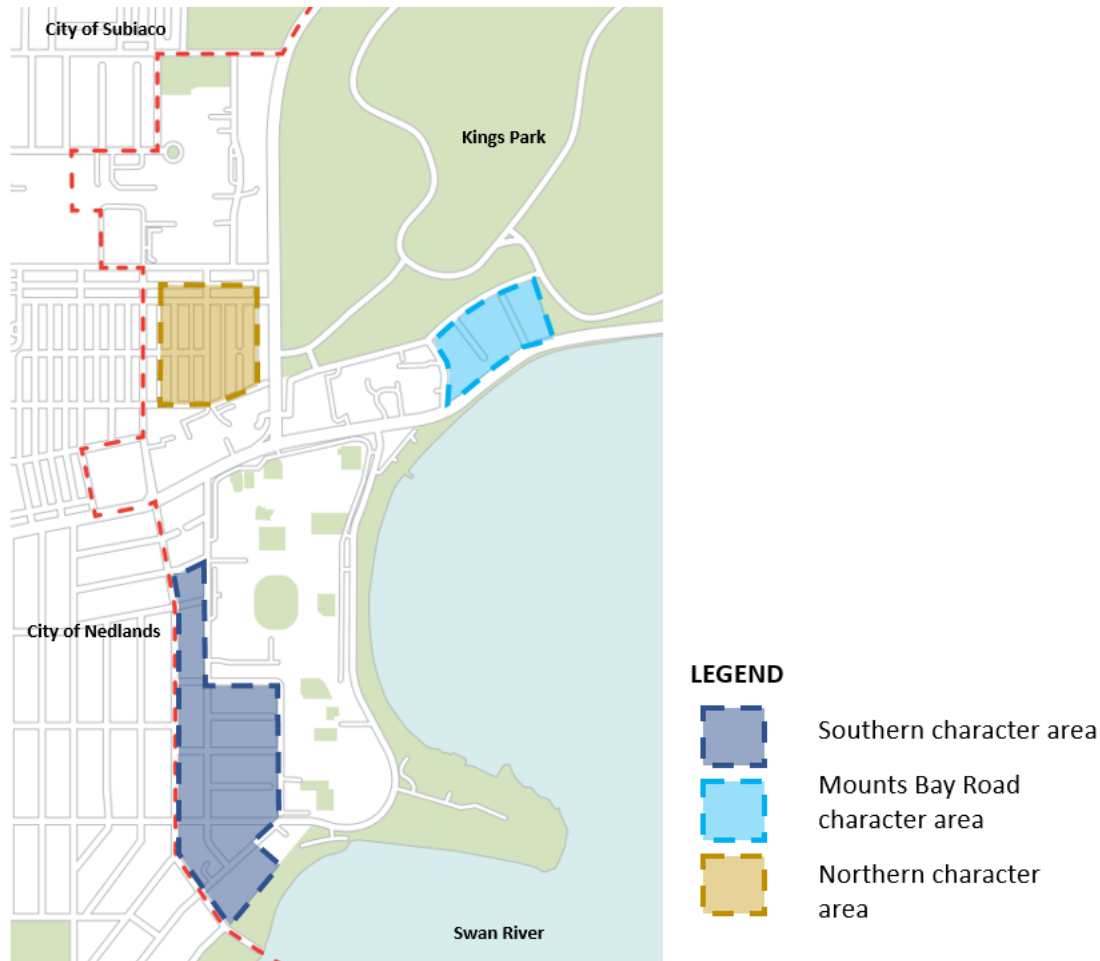 City of Subiaco
Kings Park
City of Nedlands
Swan River
LEGEND
Southern character area
Mounts Bay Road
character area
Northern character
area